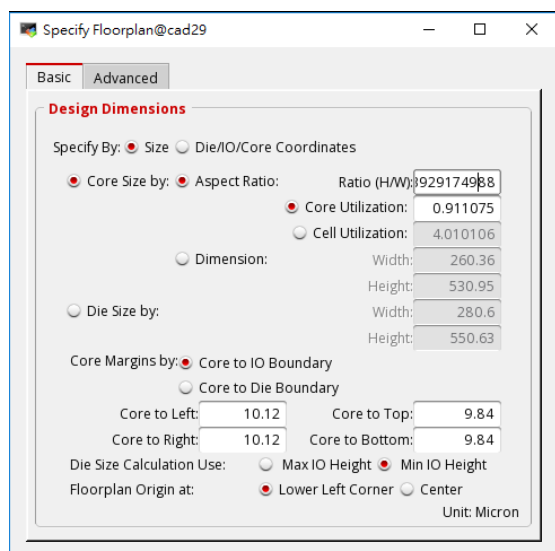 Specify Floorplan@cad29
Basic Advanced
Design Dimensions
Specify By: Size Die/IO/Core Coordinates
Core Size by: Aspect Ratio: Ratio (H/W): 3929174988
Core Utilization: 0.911075
Cell Utilization: 4.010106
Dimension: Width: 260.36
Height: 530.95
Die Size by: Width: 280.6
Height: 550.63
Core Margins by: Core to IO Boundary
Core to Die Boundary
Core to Left: 10.12 Core to Top: 9.84
Core to Right: 10.12 Core to Bottom: 9.84
Die Size Calculation Use: Max IO Height Min IO Height
Floorplan Origin at: Lower Left Corner Center
Unit: Micron